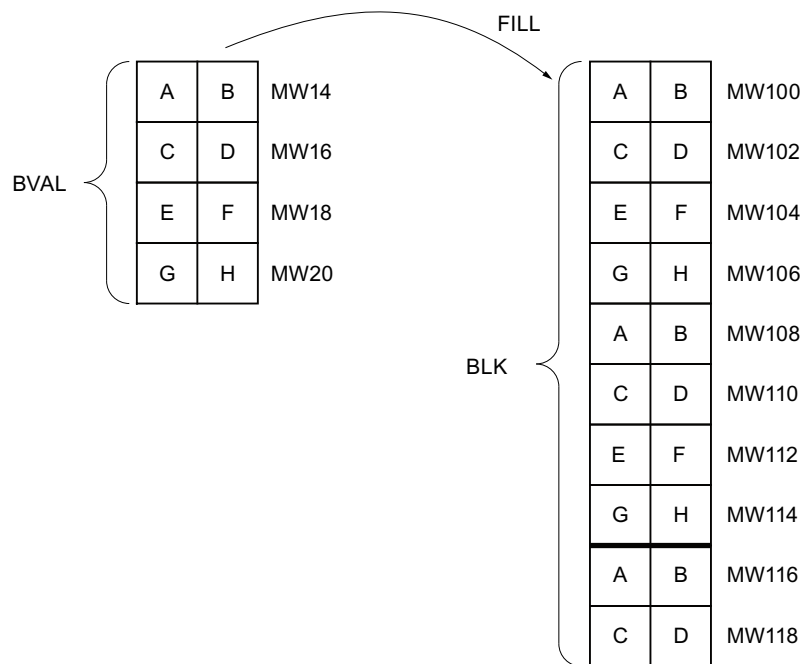 FILL
BVAL
A B MW14
C D MW16
E F MW18
G H MW20
BLK
A B MW100
C D MW102
E F MW104
G H MW106
A B MW108
C D MW110
E F MW112
G H MW114
A B MW116
C D MW118